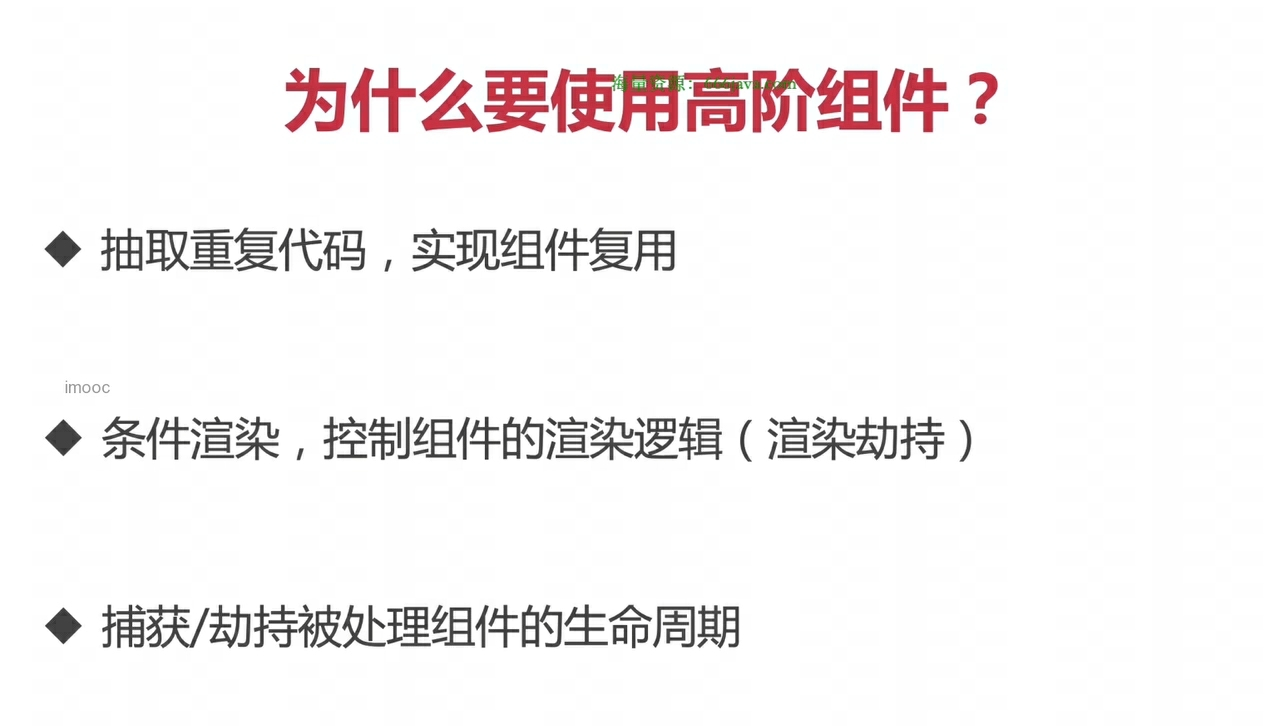 为什么要使用高阶组件？
海量资源：666java.com
抽取重复代码，实现组件复用
imooc
条件渲染，控制组件的渲染逻辑（渲染劫持）
捕获/劫持被处理组件的生命周期